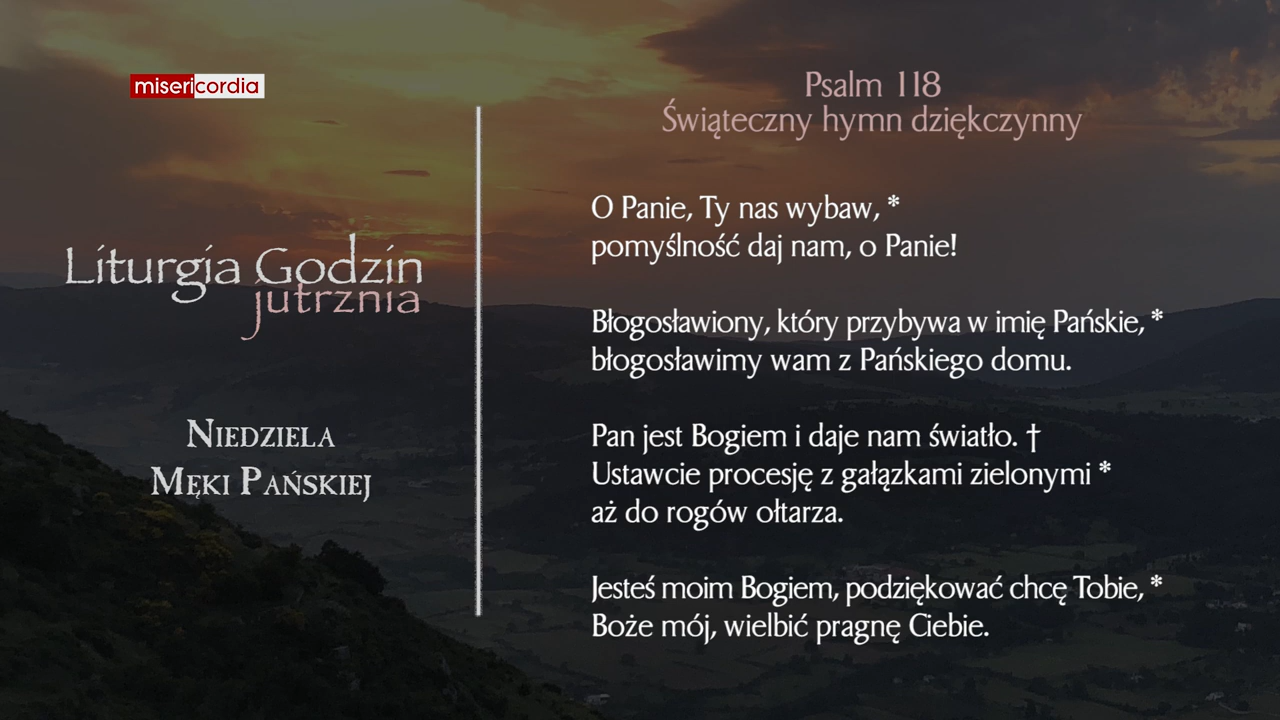 misericordia
Liturgia Godzin
jutrznia
Niedziela
Męki Pańskiej
Psalm 118
Świąteczny hymn dziękczynny
O Panie, Ty nas wybaw, *
pomyślność daj nam, o Panie!
Błogosławiony, który przybywa w imię Pańskie, *
błogosławimy wam z Pańskiego domu.
Pan jest Bogiem i daje nam światło. †
Ustawcie procesję z gałązkami zielonymi *
aż do rogów ołtarza.
Jesteś moim Bogiem, podziękować chcę Tobie, *
Boże mój, wielbić pragnę Ciebie.